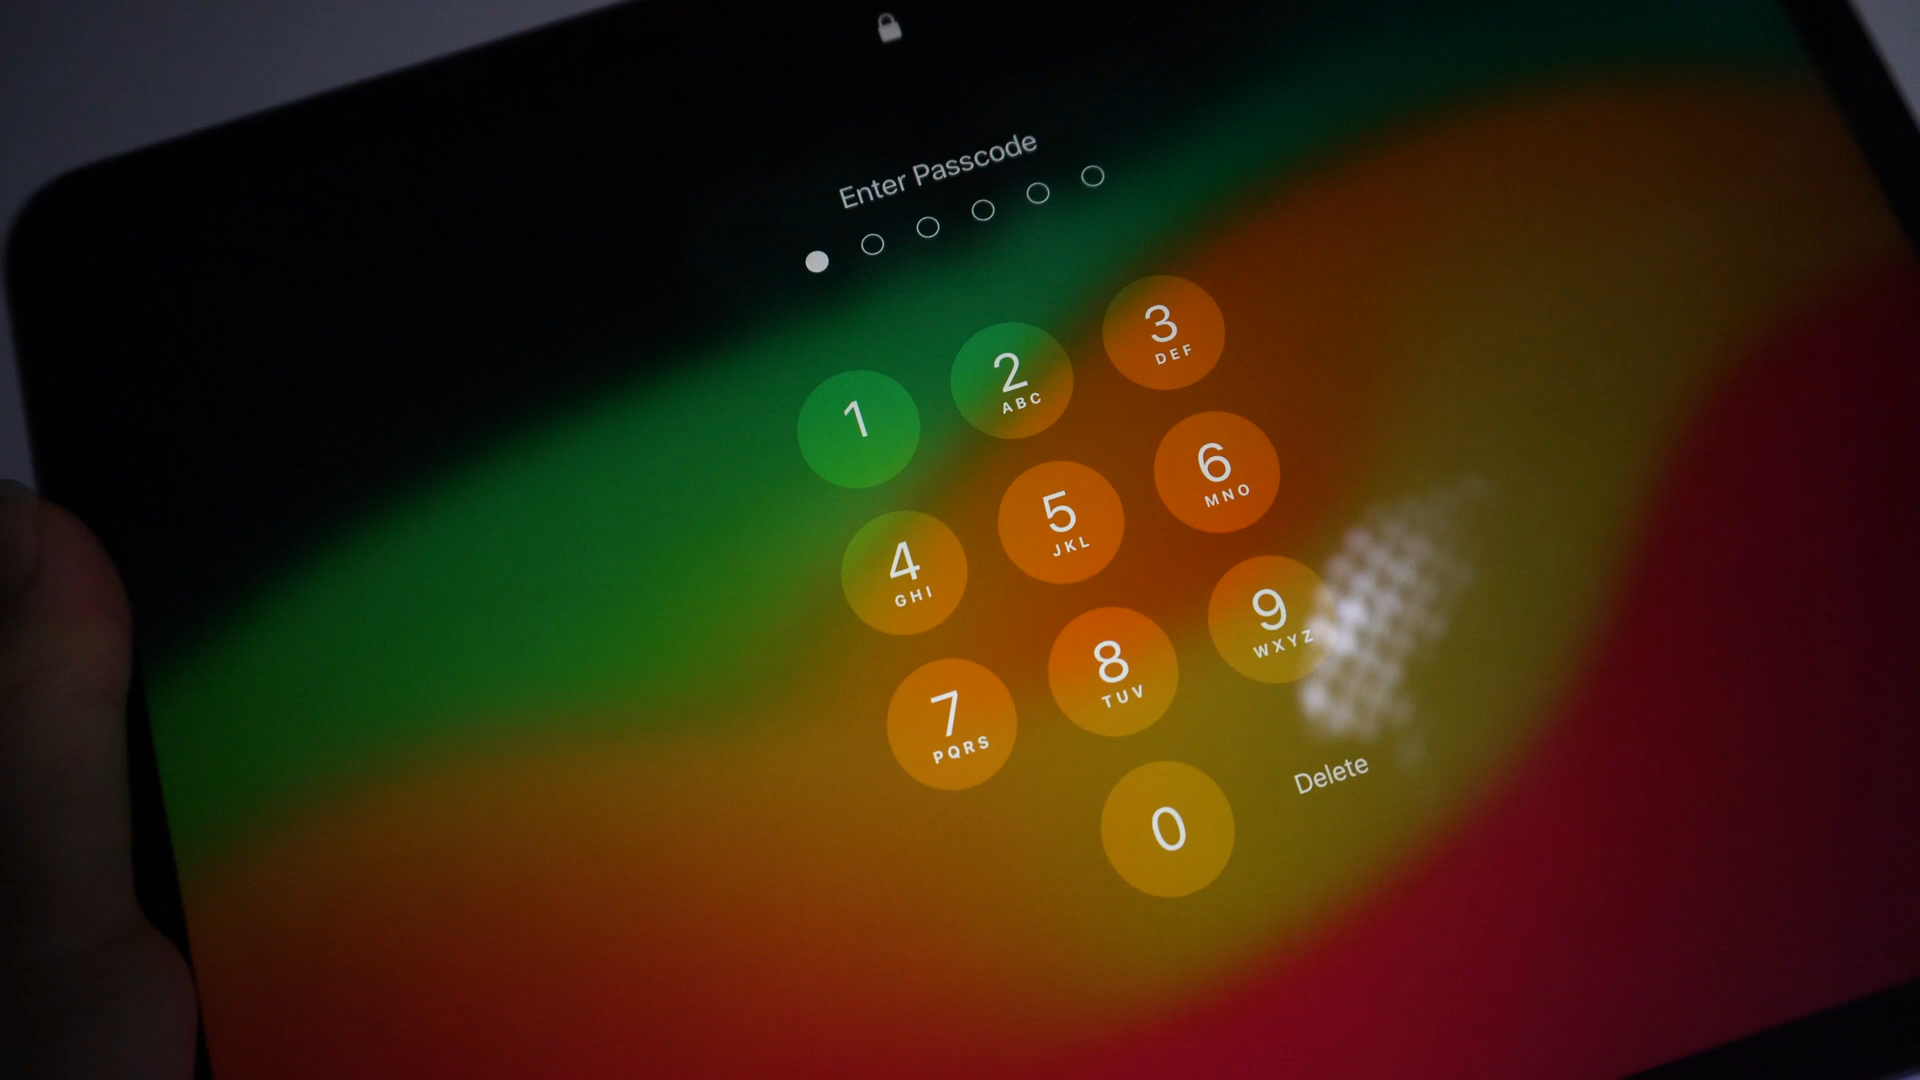 Enter Passcode
1
2
ABC
3
DEF
4
GHI
5
JKL
6
MNO
7
PQRS
8
TUV
9
WXYZ
0
Delete